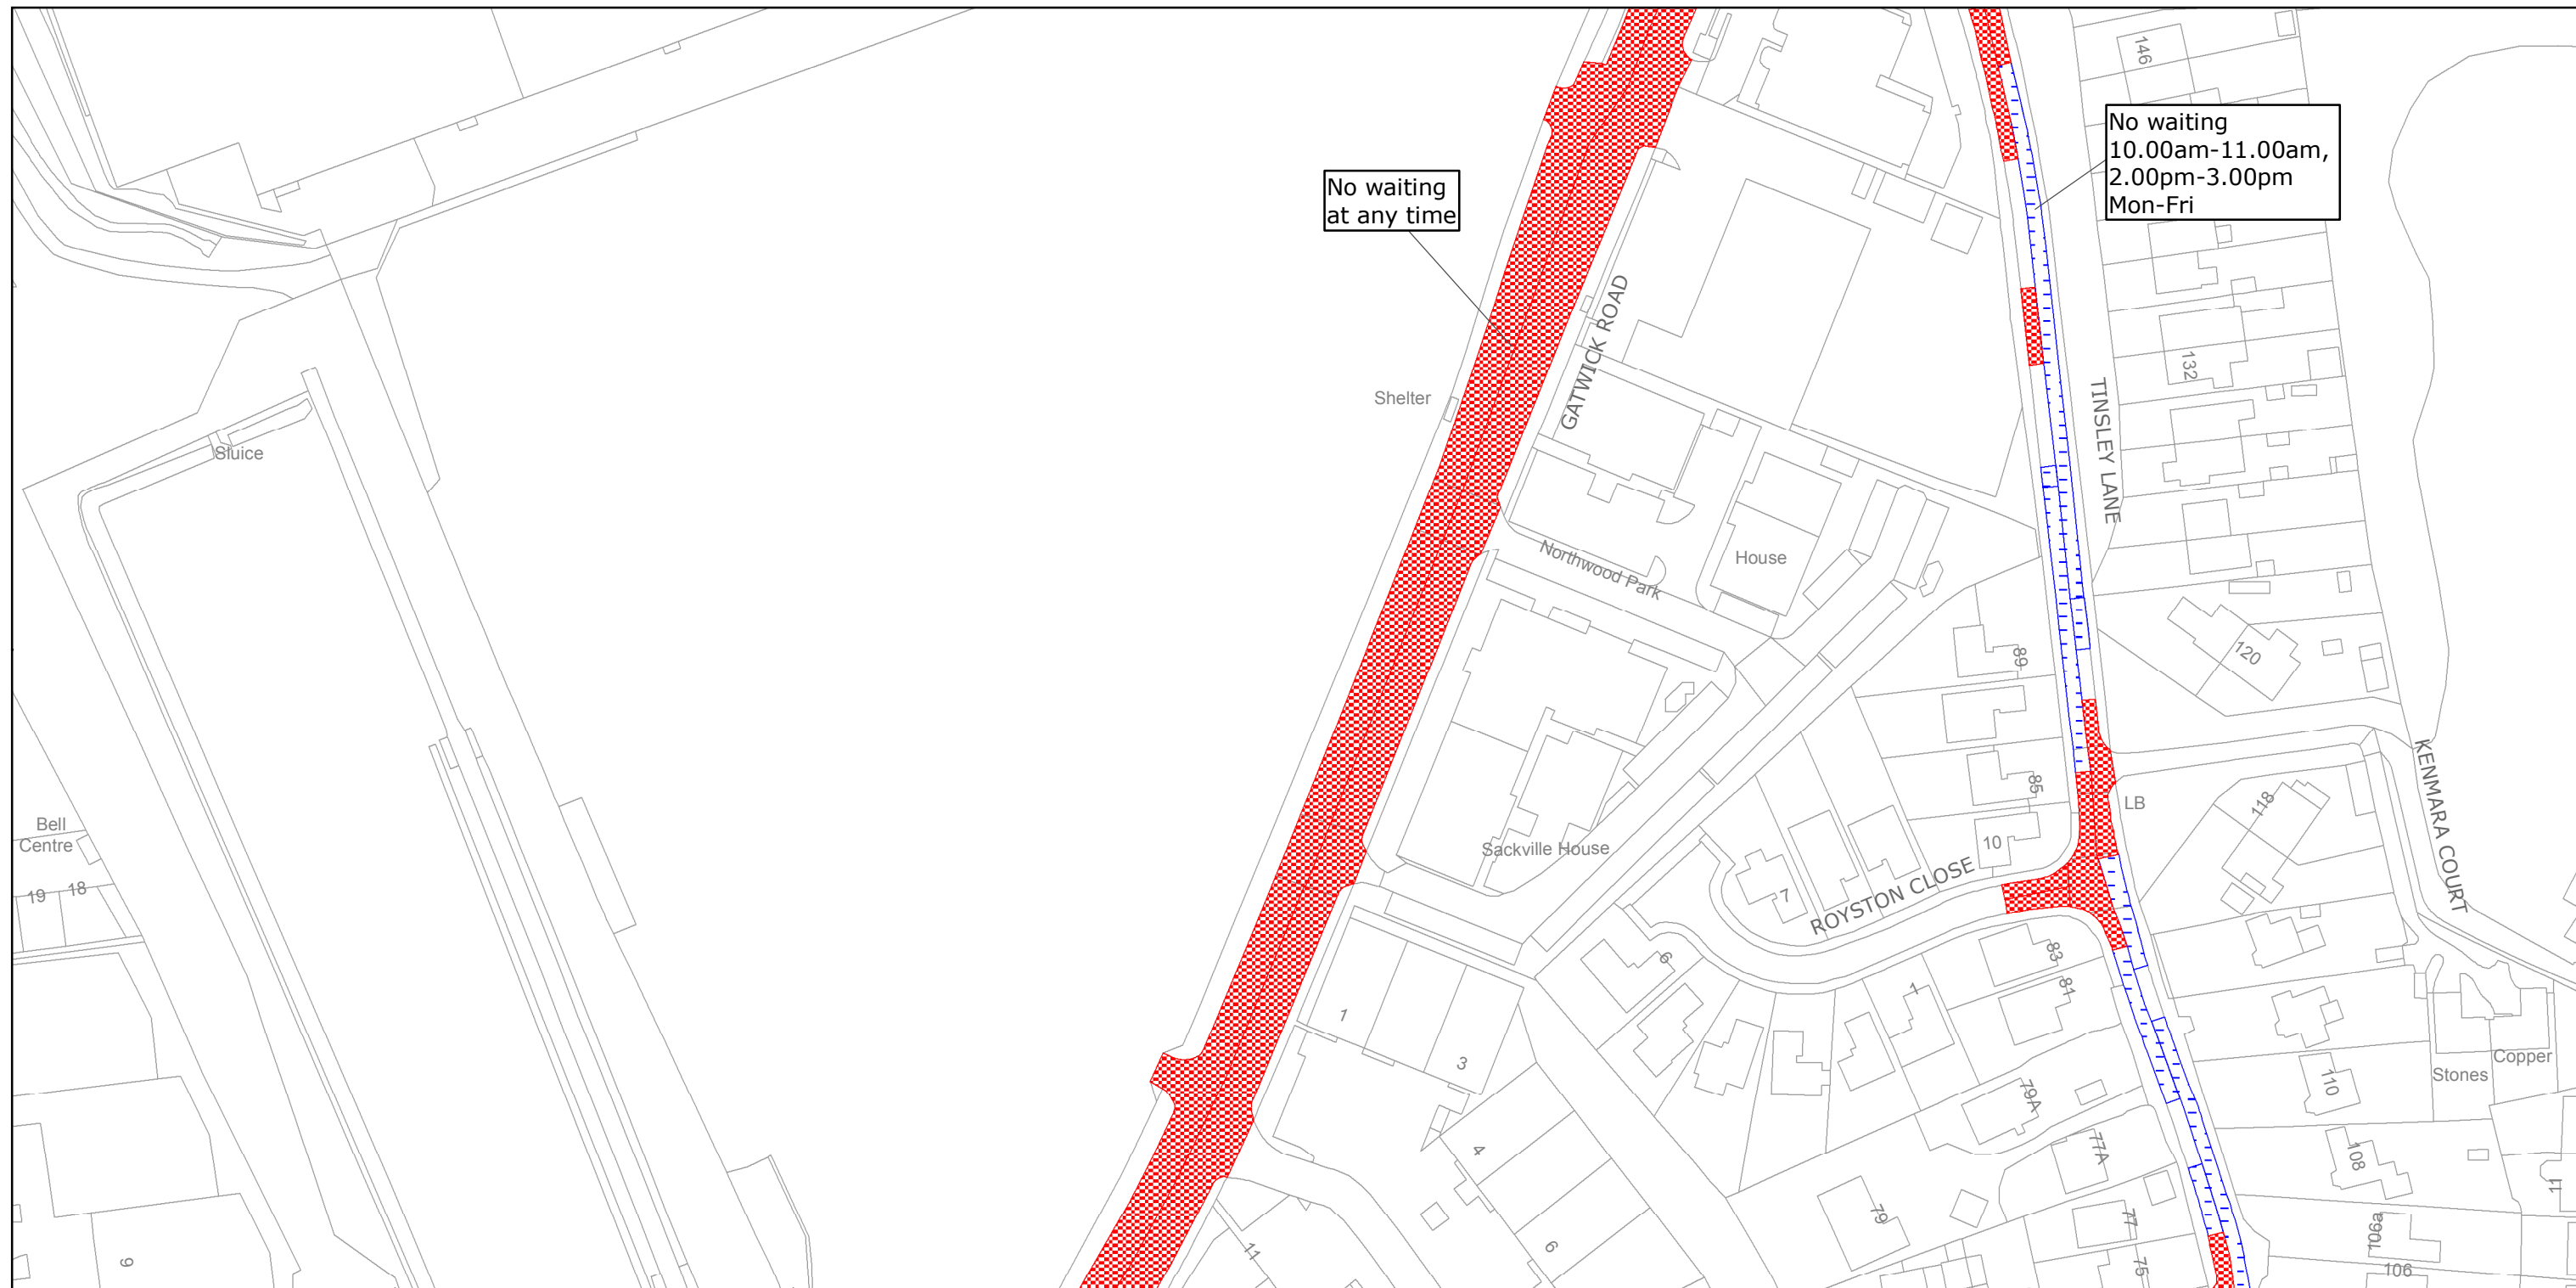 146
No waiting
10.00am-11.00am,
2.00pm-3.00pm
Mon-Fri
No waiting
at any time
GATWICK ROAD
132
TINSLEY LANE
Shelter
Sluice
Northwood Park
House
89
120
85
LB
118
KENMARA COURT
Bell
Centre
19
18
Sackville House
10
7
ROYSTON CLOSE
6
83
81
1
1
3
Copper
Stones
110
79A
77A
4
108
11
79
77
106a
11
6
9
75
106